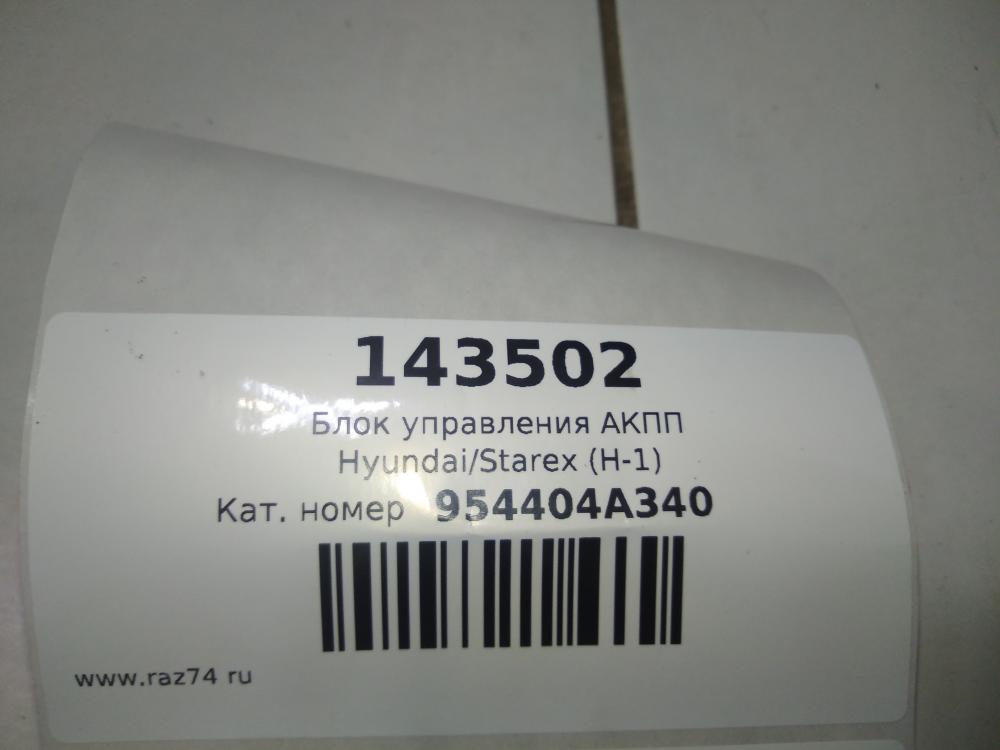 143502
Блок управления АКПП
Hyundai/Starex (H-1)
Кат. номер 954404A340
www.raz74 ru